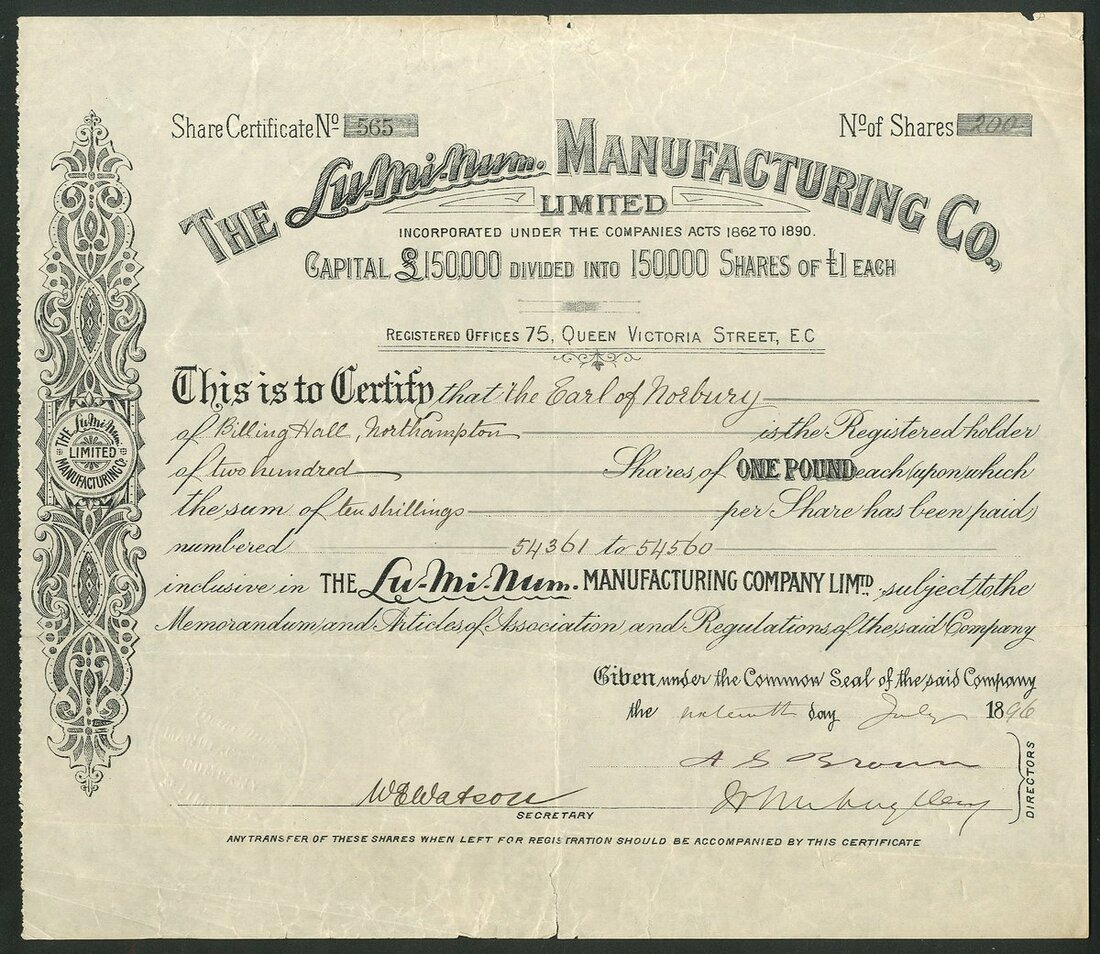 Share Certificate Nº 565
Nº of Shares 200
THE Lu-Mi-Num. MANUFACTURING CO.,
LIMITED
INCORPORATED UNDER THE COMPANIES ACTS 1862 TO 1890.
CAPITAL £150,000 DIVIDED INTO 150,000 SHARES OF £1 EACH
REGISTERED OFFICES 75, QUEEN VICTORIA STREET, E.C
This is to Certify that the Earl of Norbury
of Billing Hall, Northampton is the Registered holder
of two hundred Shares of ONE POUND each upon which
the sum of ten shillings per Share has been paid
numbered 54361 to 54560
inclusive in THE Lu-Mi-Num. MANUFACTURING COMPANY LIMTD. subject to the
Memorandum and Articles of Association and Regulations of the said Company
Given under the Common Seal of the said Company
the day July 1896
A S Brown
W E Watson
SECRETARY
DIRECTORS
ANY TRANSFER OF THESE SHARES WHEN LEFT FOR REGISTRATION SHOULD BE ACCOMPANIED BY THIS CERTIFICATE
THE Lu-Mi-Num.
LIMITED
MANUFACTURING Co.